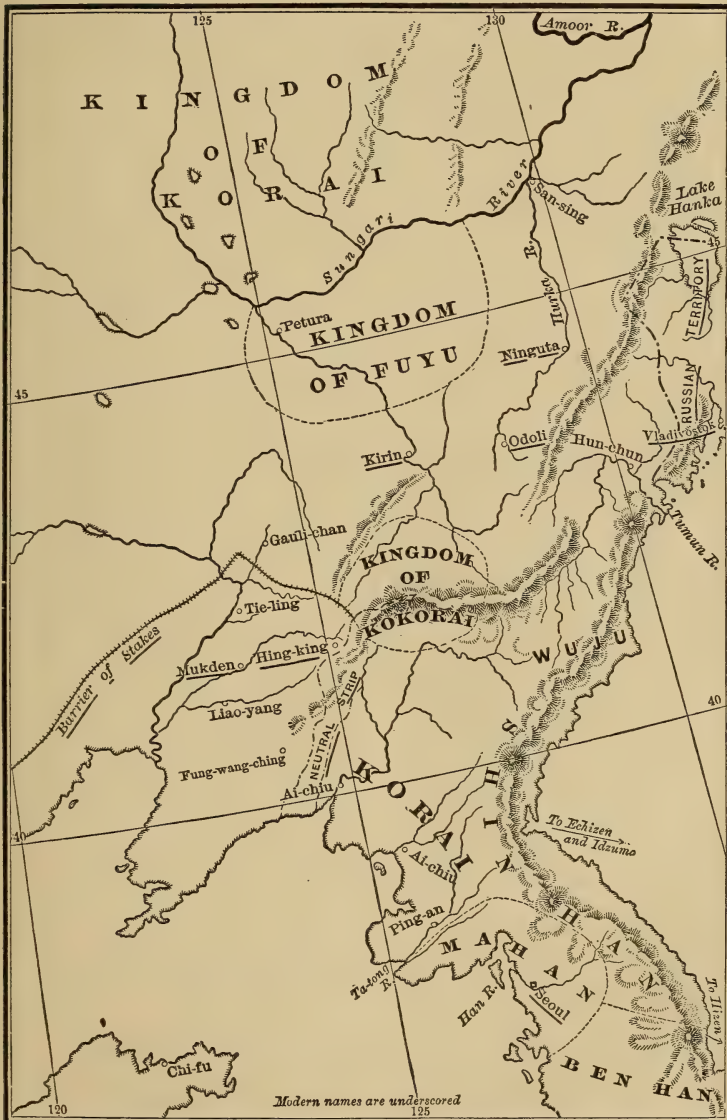 125
130
Amoor R.
KINGDOM
OF
KORAI
Sungari River
San-sing
Lake
Hanka
45
Hurka R.
TERRITORY
RUSSIAN
Petura
KINGDOM
OF FUYU
Ninguta
45
Odoli
Hun-chun
Vladivostok
Kirin
Tumun R.
Gauli-chan
KINGDOM
OF
KOKORAI
Tie-ling
Barrier of Stakes
Mukden
Hing-king
WUJU
NEUTRAL STRIP
Liao-yang
40
Fung-wang-ching
Ai-chiu
KORAI
SHIN HAN
40
To Echizen
and Idzumo
Ai-chiu
Ping-an
MAHAN
Ta-tong
R.
Han R.
Seoul
To Hizen
Chi-fu
BEN HAN
120
Modern names are underscored
125